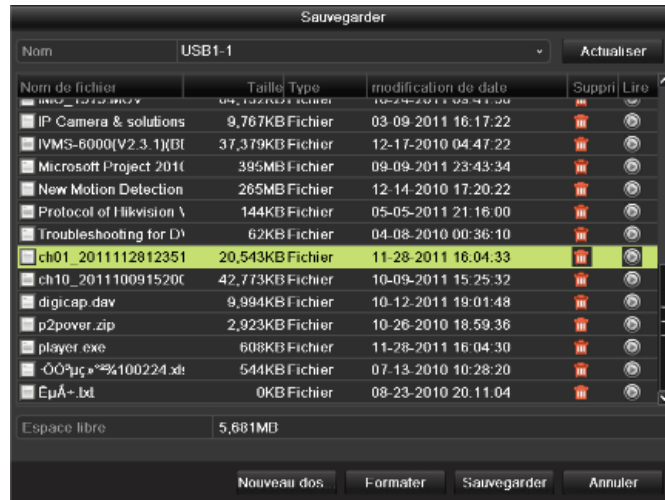 Sauvegarder
Nom USB1-1 Actualiser
Nom de fichier Taille Type modification de date Suppri Lire
IP Camera & solutions 9,767KB Fichier 03-09-2011 16:17:22
IVMS-6000(V2.3.1)(BE 37,379KB Fichier 12-17-2010 04:47:22
Microsoft Project 201( 395MB Fichier 09-09-2011 23:43:34
New Motion Detection 265MB Fichier 12-14-2010 17:20:22
Protocol of Hikvision 144KB Fichier 05-05-2011 21:16:00
Troubleshooting for 62KB Fichier 04-08-2010 00:36:10
ch01_2011112812351 20,543KB Fichier 11-28-2011 16:04:33
ch10_201110091520( 42,773KB Fichier 10-09-2011 15:25:32
digicap.dav 9,994KB Fichier 10-12-2011 19:01:48
p2pover.zip 2,923KB Fichier 10-26-2010 18:59:36
player.exe 608KB Fichier 11-28-2011 16:04:30
544KB Fichier 07-13-2010 10:28:20
0KB Fichier 08-23-2010 20:11:04
Espace libre 5,681MB
Nouveau dos... Formater Sauvegarder Annuler